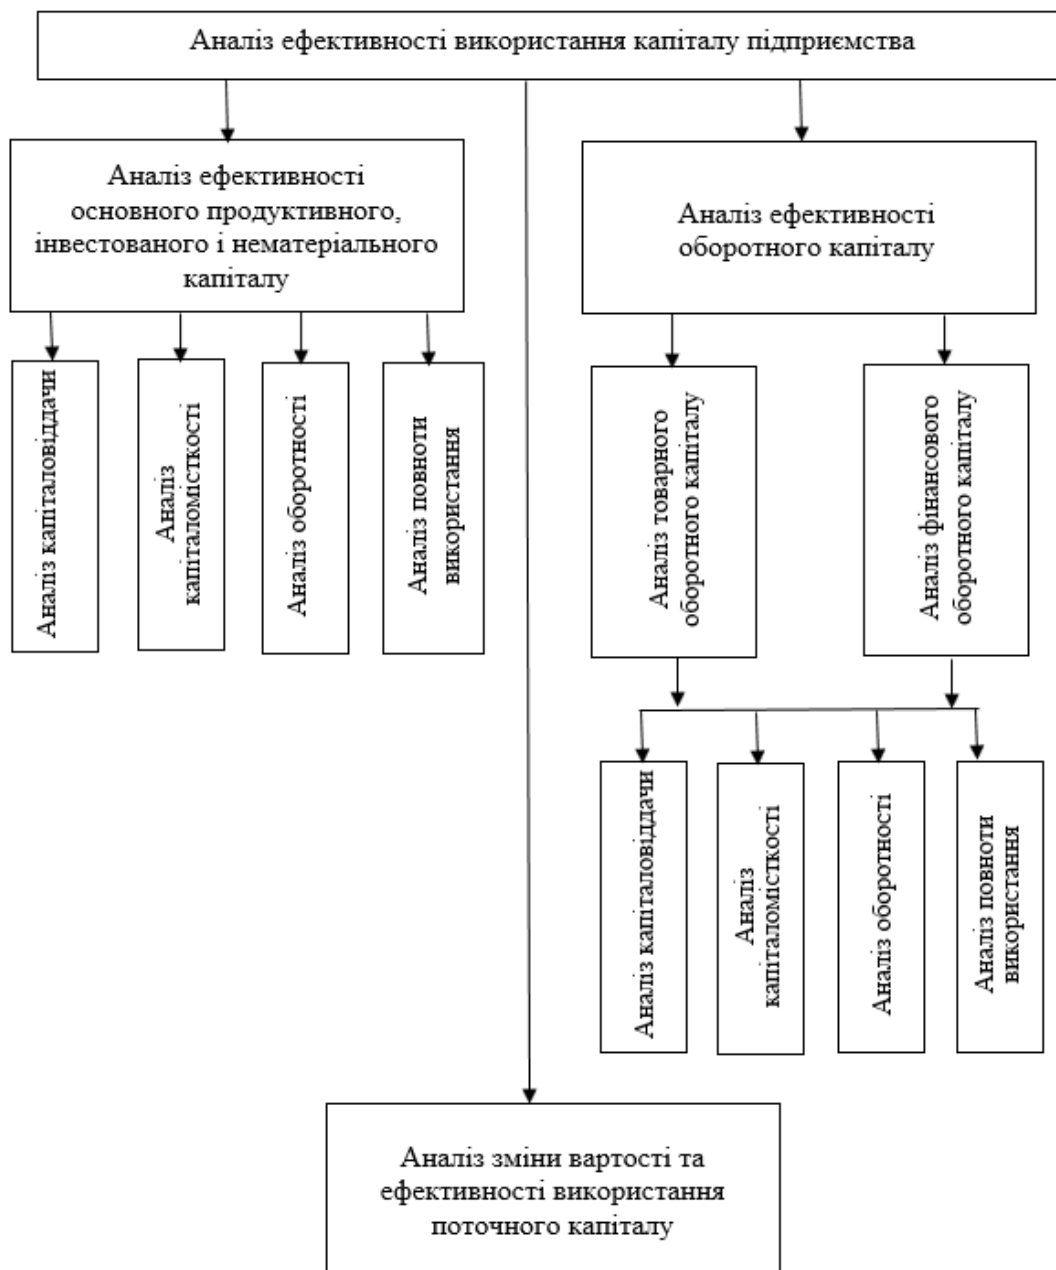 Аналіз ефективності використання капіталу підприємства
Аналіз ефективності
основного продуктивного,
інвестованого і нематеріального
капіталу
Аналіз ефективності
оборотного капіталу
Аналіз капіталовіддачи
Аналіз
капіталомісткості
Аналіз оборотності
Аналіз повноти
використання
Аналіз товарного
оборотного капіталу
Аналіз фінансового
оборотного капіталу
Аналіз капіталовіддачи
Аналіз
капіталомісткості
Аналіз оборотності
Аналіз повноти
використання
Аналіз зміни вартості та
ефективності використання
поточного капіталу